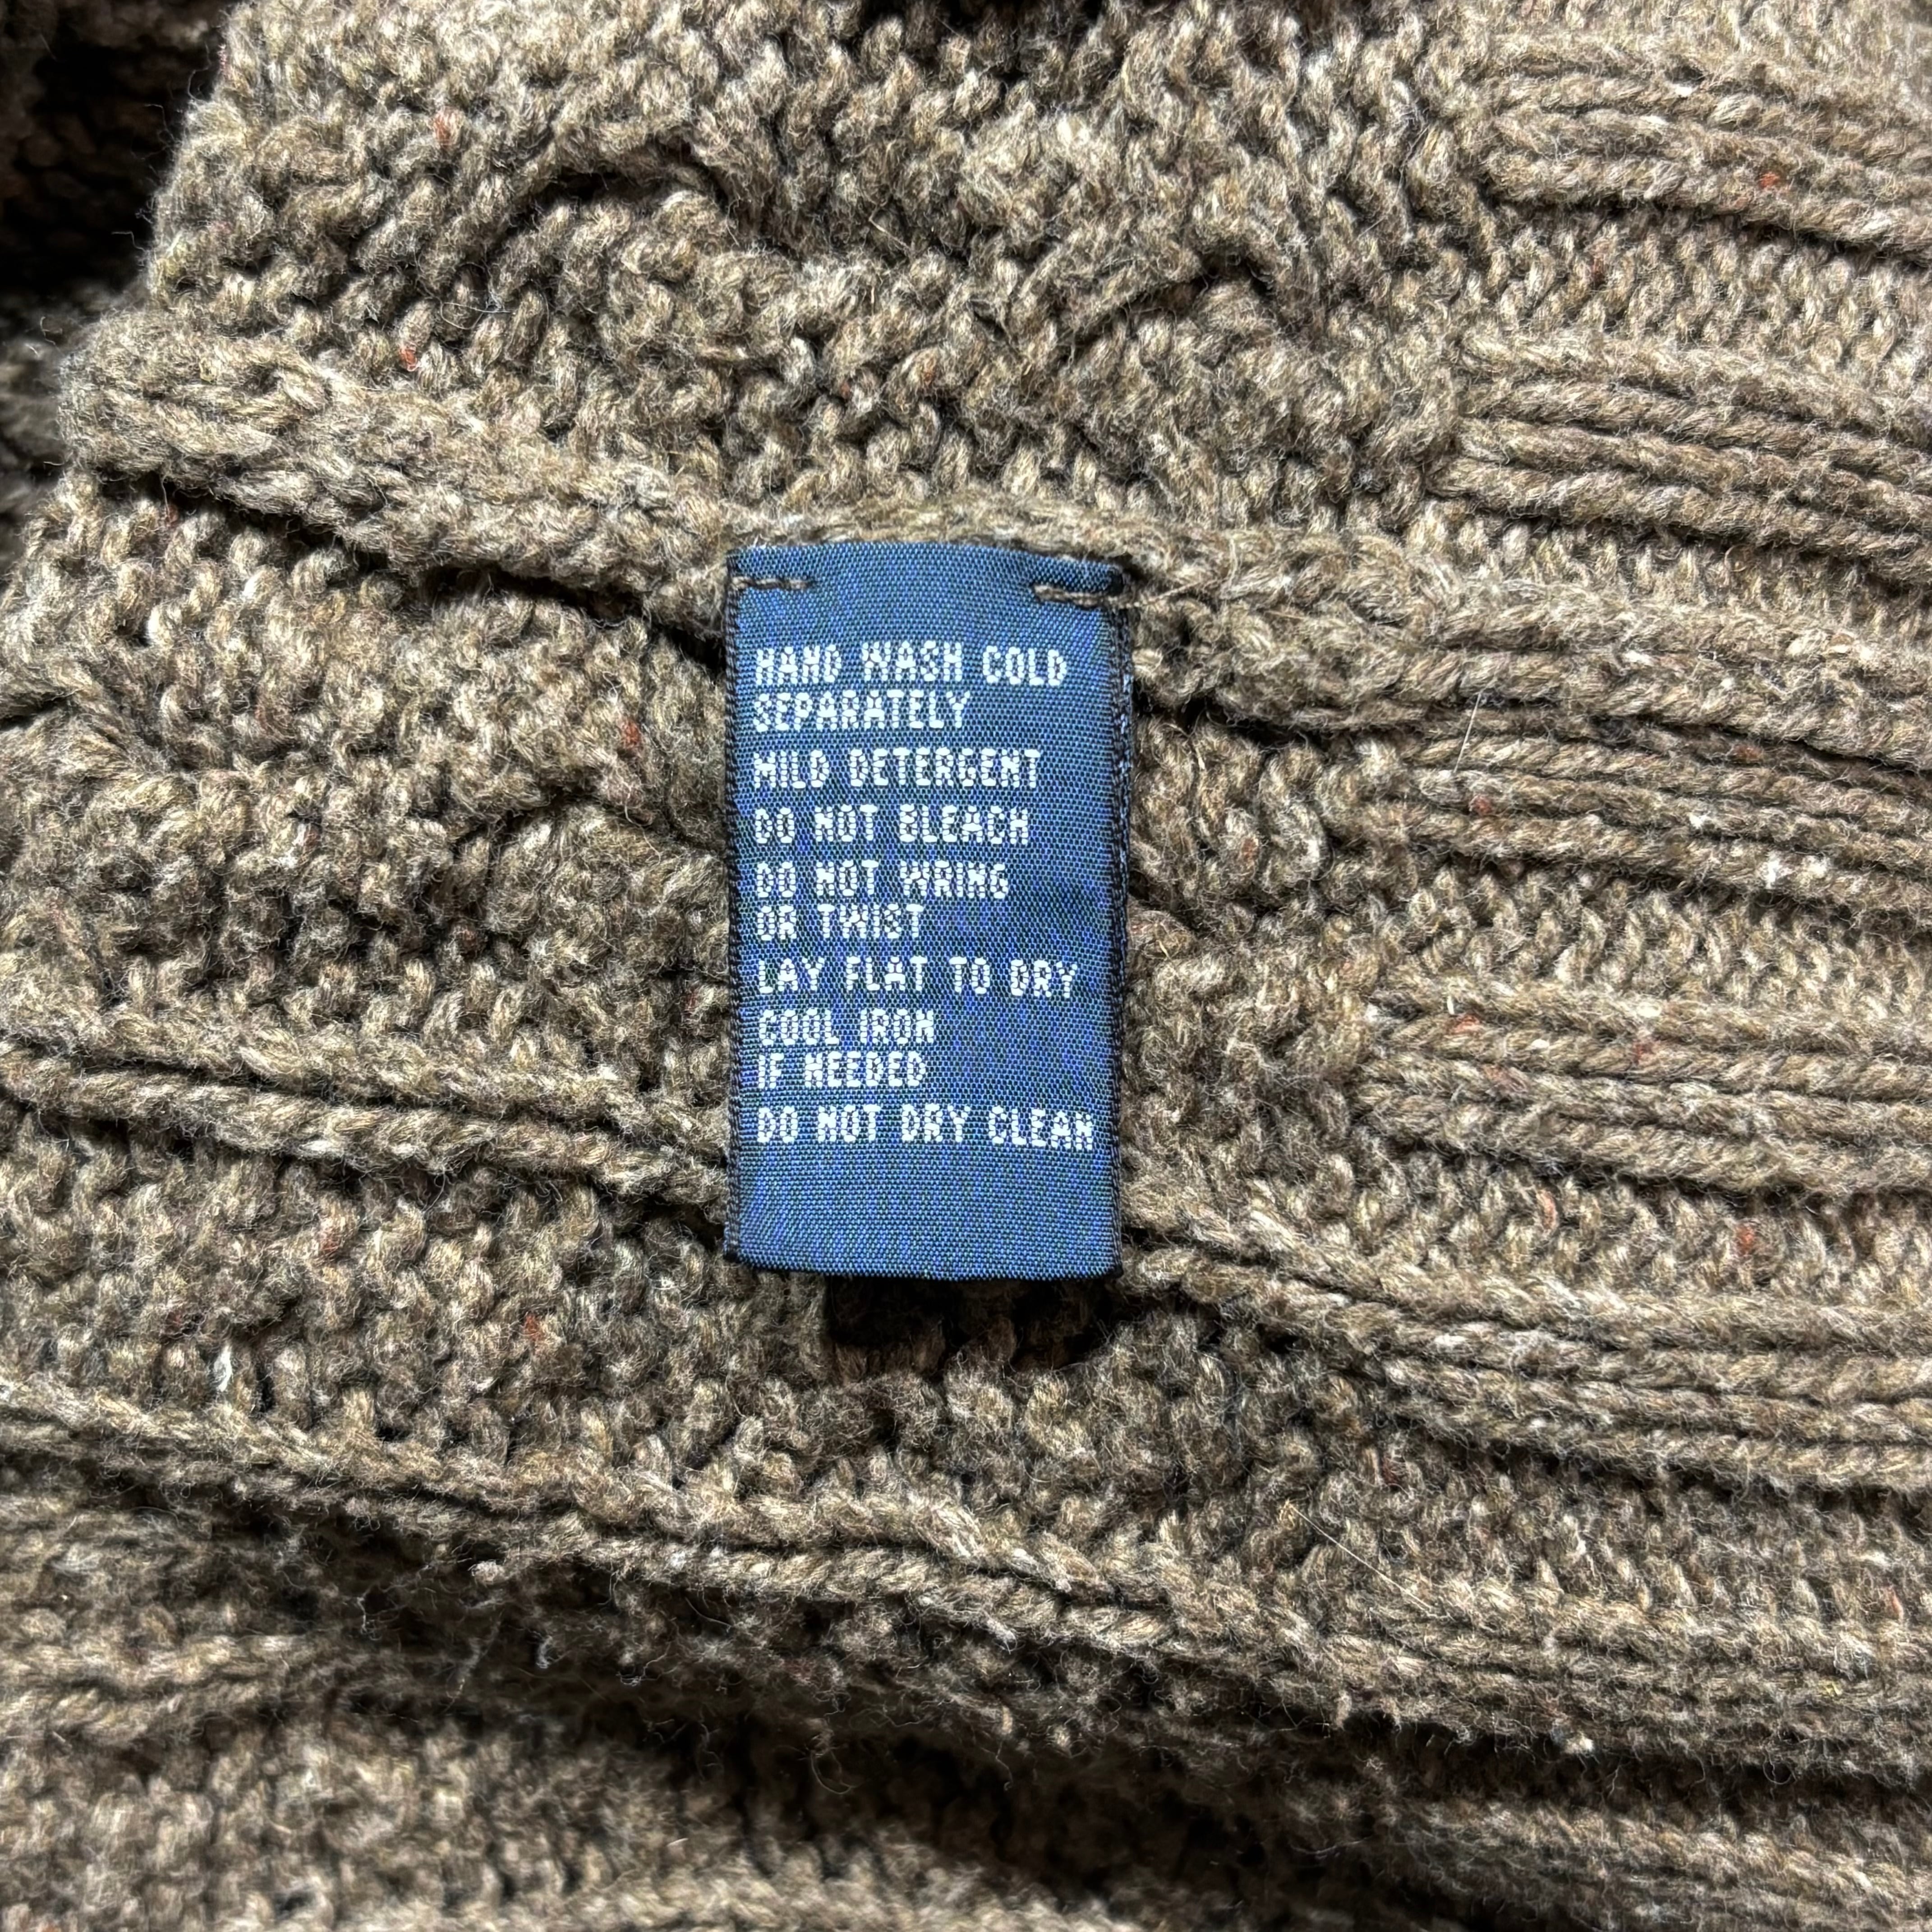 HAND WASH COLD
SEPARATELY
MILD DETERGENT
DO NOT BLEACH
DO NOT WRING
OR TWIST
LAY FLAT TO DRY
COOL IRON
IF NEEDED
DO NOT DRY CLEAN